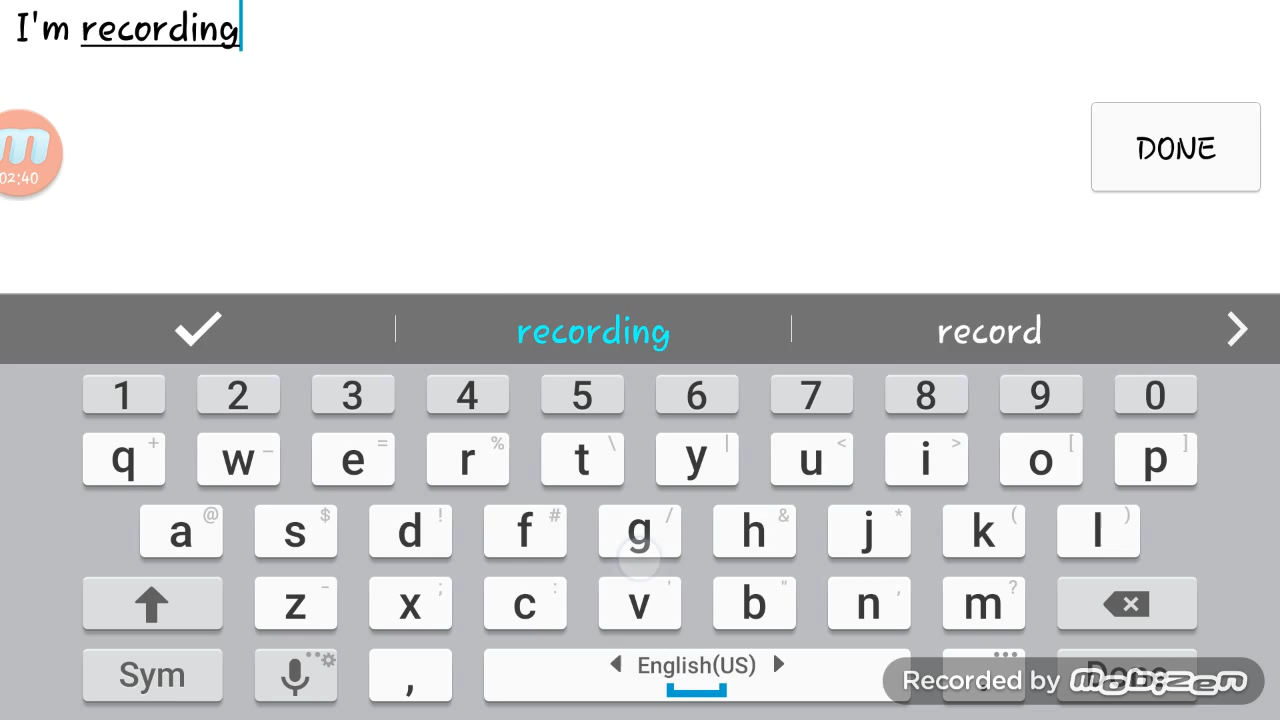 I'm recording
m
02:40
DONE
recording record
1 2 3 4 5 6 7 8 9 0
q + w - e = r % t \ y | u < i > o [ p ]
a @ s $ d ! f # g / h & j * k ( l )
z - x ; c : v ' b " n , m ?
Sym , English(US) . Done
Recorded by mobizen